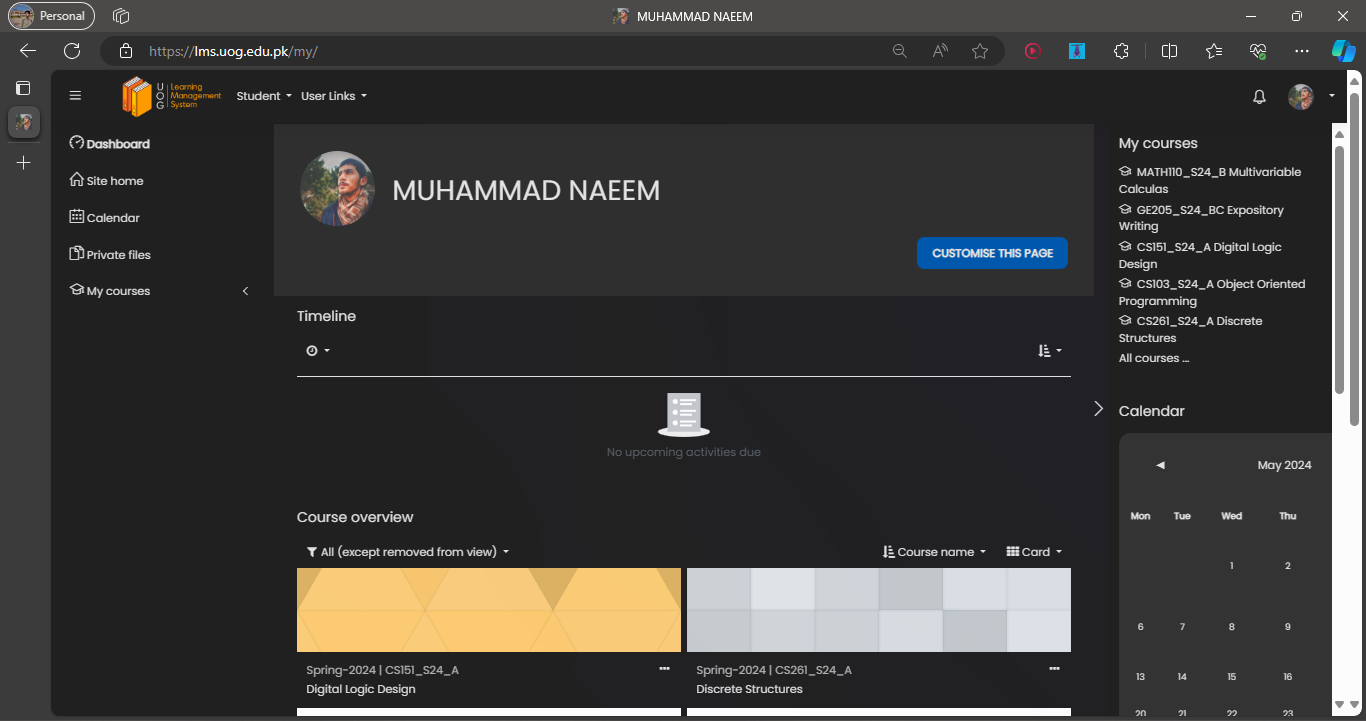 Personal
MUHAMMAD NAEEM
https://lms.uog.edu.pk/my/
UOG
Learning
Management
System
Student
User Links
Dashboard
Site home
Calendar
Private files
My courses
MUHAMMAD NAEEM
CUSTOMISE THIS PAGE
Timeline
No upcoming activities due
Course overview
All (except removed from view)
Course name
Card
Spring-2024 | CS151_S24_A
Digital Logic Design
Spring-2024 | CS261_S24_A
Discrete Structures
My courses
MATH110_S24_B Multivariable
Calculas
GE205_S24_BC Expository
Writing
CS151_S24_A Digital Logic
Design
CS103_S24_A Object Oriented
Programming
CS261_S24_A Discrete
Structures
All courses ...
Calendar
May 2024
Mon Tue Wed Thu
1 2
6 7 8 9
13 14 15 16
20 21 22 23